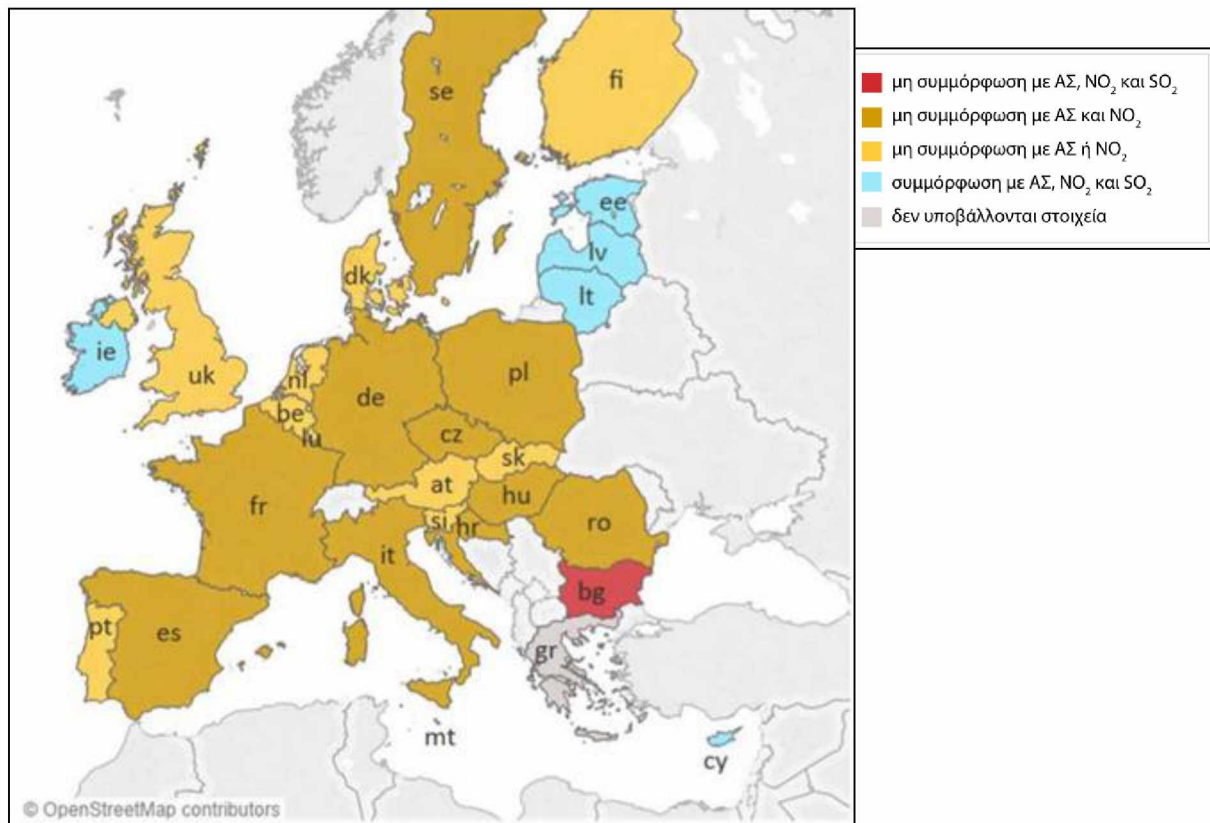 se
fi
ee
lv
lt
dk
ie
uk
nl
be
lu
de
pl
cz
sk
at
hu
si
hr
ro
fr
it
bg
pt
es
gr
mt
cy
© OpenStreetMap contributors
μη συμμόρφωση με ΑΣ, NO₂ και SO₂
μη συμμόρφωση με ΑΣ και NO₂
μη συμμόρφωση με ΑΣ ή NO₂
συμμόρφωση με ΑΣ, NO₂ και SO₂
δεν υποβάλλονται στοιχεία